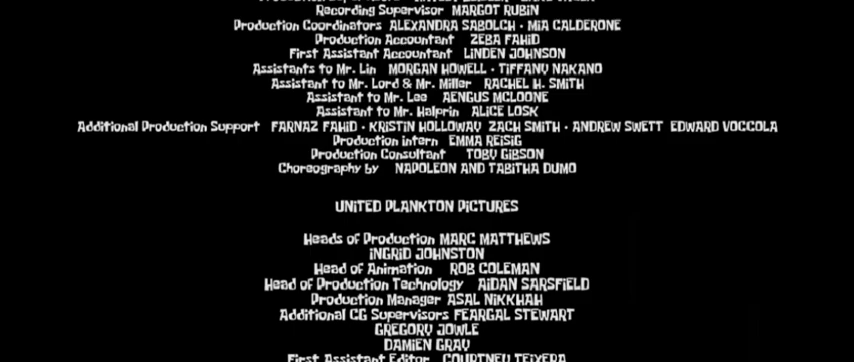 Recording Supervisor MARGOT RUBIN
Production Coordinators ALEXANDRA SABOLCH • MIA CALDERONE
Production Accountant ZEBA FAHID
First Assistant Accountant LINDEN JOHNSON
Assistants to Mr. Lin MORGAN HOWELL • TIFFANY NAKANO
Assistant to Mr. Lord & Mr. Miller RACHEL H. SMITH
Assistant to Mr. Lee AENGUS MCLOONE
Assistant to Mr. Halprin ALICE LOSK
Additional Production Support FARNAZ FAHID • KRISTIN HOLLOWAY ZACH SMITH • ANDREW SWETT EDWARD VOCCOLA
Production intern EMMA REISIG
Production Consultant TOBY GIBSON
Choreography by NAPOLEON AND TABITHA DUMO
UNITED PLANKTON PICTURES
Heads of Production MARC MATTHEWS
INGRID JOHNSTON
Head of Animation ROB COLEMAN
Head of Production Technology AIDAN SARSFIELD
Production Manager ASAL NIKKHAH
Additional CG Supervisors FEARGAL STEWART
GREGORY JOWLE
DAMIEN GRAY
First Assistant Editor COURTNEY TEIXERA